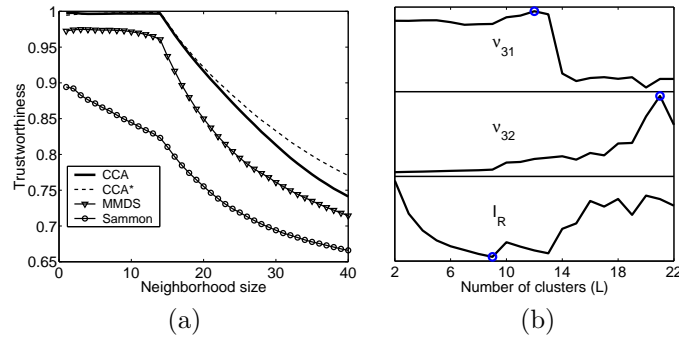 1
0.95
0.9
0.85
0.8
0.75
0.7
0.65
Trustworthiness
CCA
CCA*
MMDS
Sammon
0 10 20 30 40
Neighborhood size
(a)
ν31
ν32
I_R
2 6 10 14 18 22
Number of clusters (L)
(b)